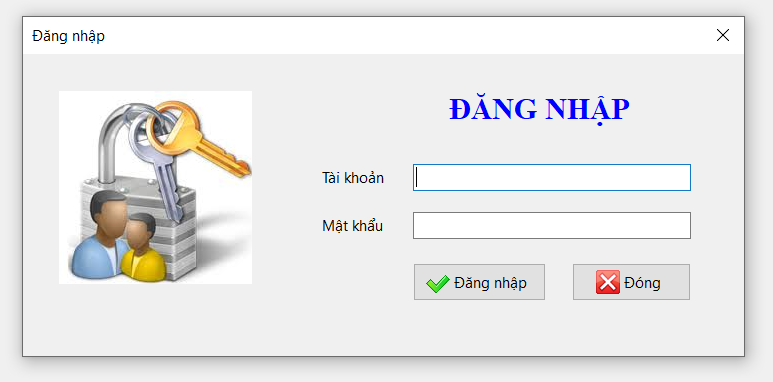 Đăng nhập
ĐĂNG NHẬP
Tài khoản
Mật khẩu
Đăng nhập
Đóng